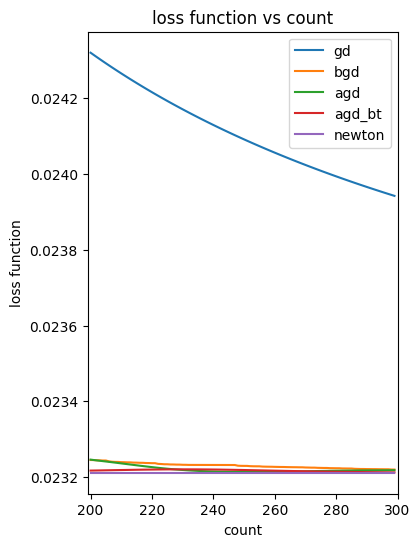 loss function vs count
gd
bgd
agd
agd_bt
newton
loss function
0.0242
0.0240
0.0238
0.0236
0.0234
0.0232
200
220
240
260
280
300
count